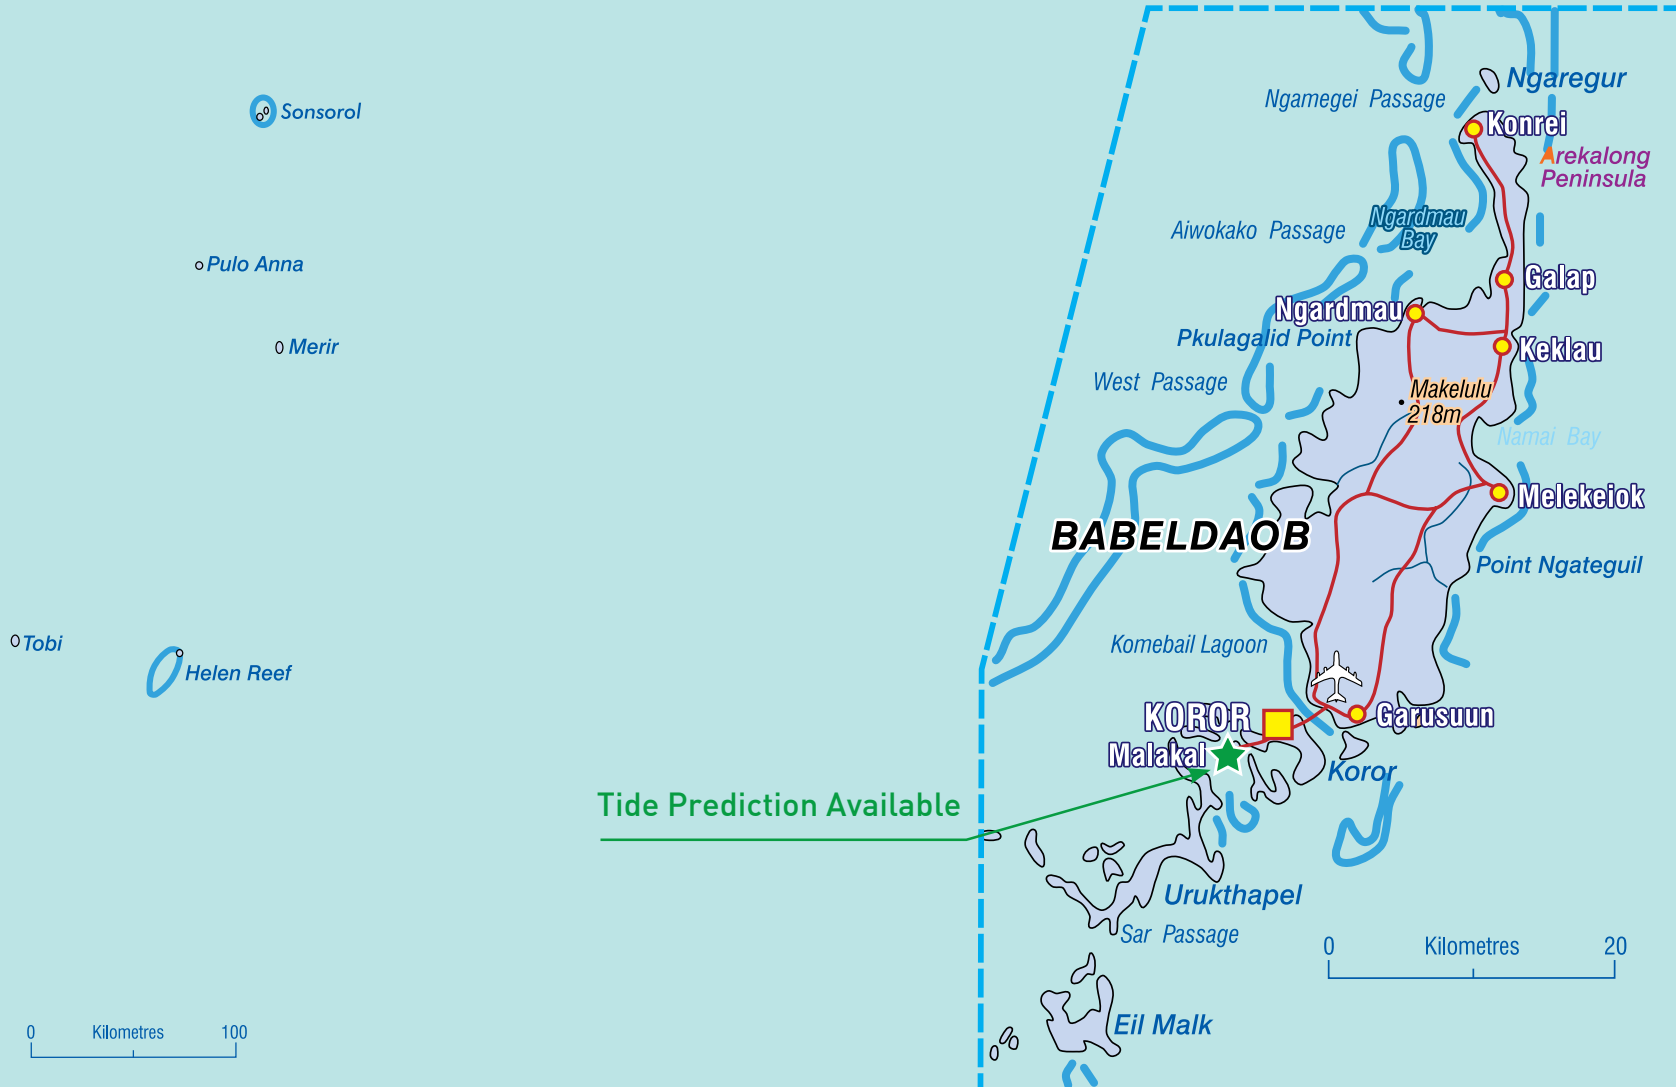 Ngaregur
Ngamegei Passage
Sonsorol
Konrei
Arekalong
Peninsula
Ngardmau
Bay
Aiwokako Passage
Pulo Anna
Galap
Ngardmau
Pkulagalid Point
Merir
Keklau
West Passage
Makelulu
218m
Namai Bay
Melekeiok
BABELDAOB
Point Ngateguil
Tobi
Komebail Lagoon
Helen Reef
KOROR
Garusuun
Malakal
Koror
Tide Prediction Available
Urukthapel
Sar Passage
0 Kilometres 20
Eil Malk
0 Kilometres 100